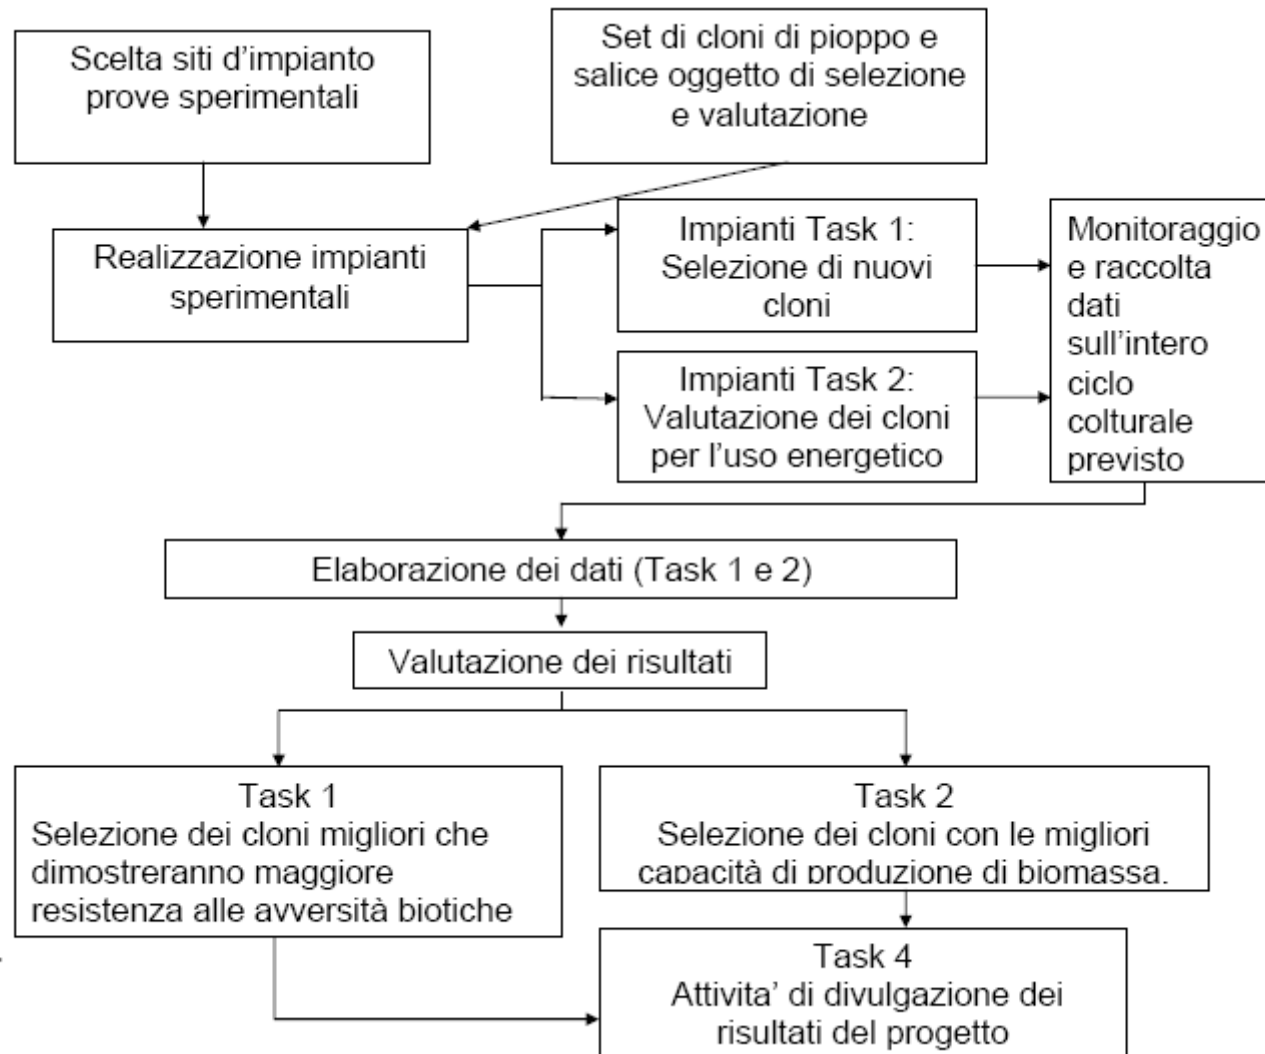 Scelta siti d'impianto
prove sperimentali
Set di cloni di pioppo e
salice oggetto di selezione
e valutazione
Realizzazione impianti
sperimentali
Impianti Task 1:
Selezione di nuovi
cloni
Impianti Task 2:
Valutazione dei cloni
per l'uso energetico
Monitoraggio
e raccolta
dati
sull'intero
ciclo
colturale
previsto
Elaborazione dei dati (Task 1 e 2)
Valutazione dei risultati
Task 1
Selezione dei cloni migliori che
dimostreranno maggiore
resistenza alle avversità biotiche
Task 2
Selezione dei cloni con le migliori
capacità di produzione di biomassa.
Task 4
Attivita' di divulgazione dei
risultati del progetto